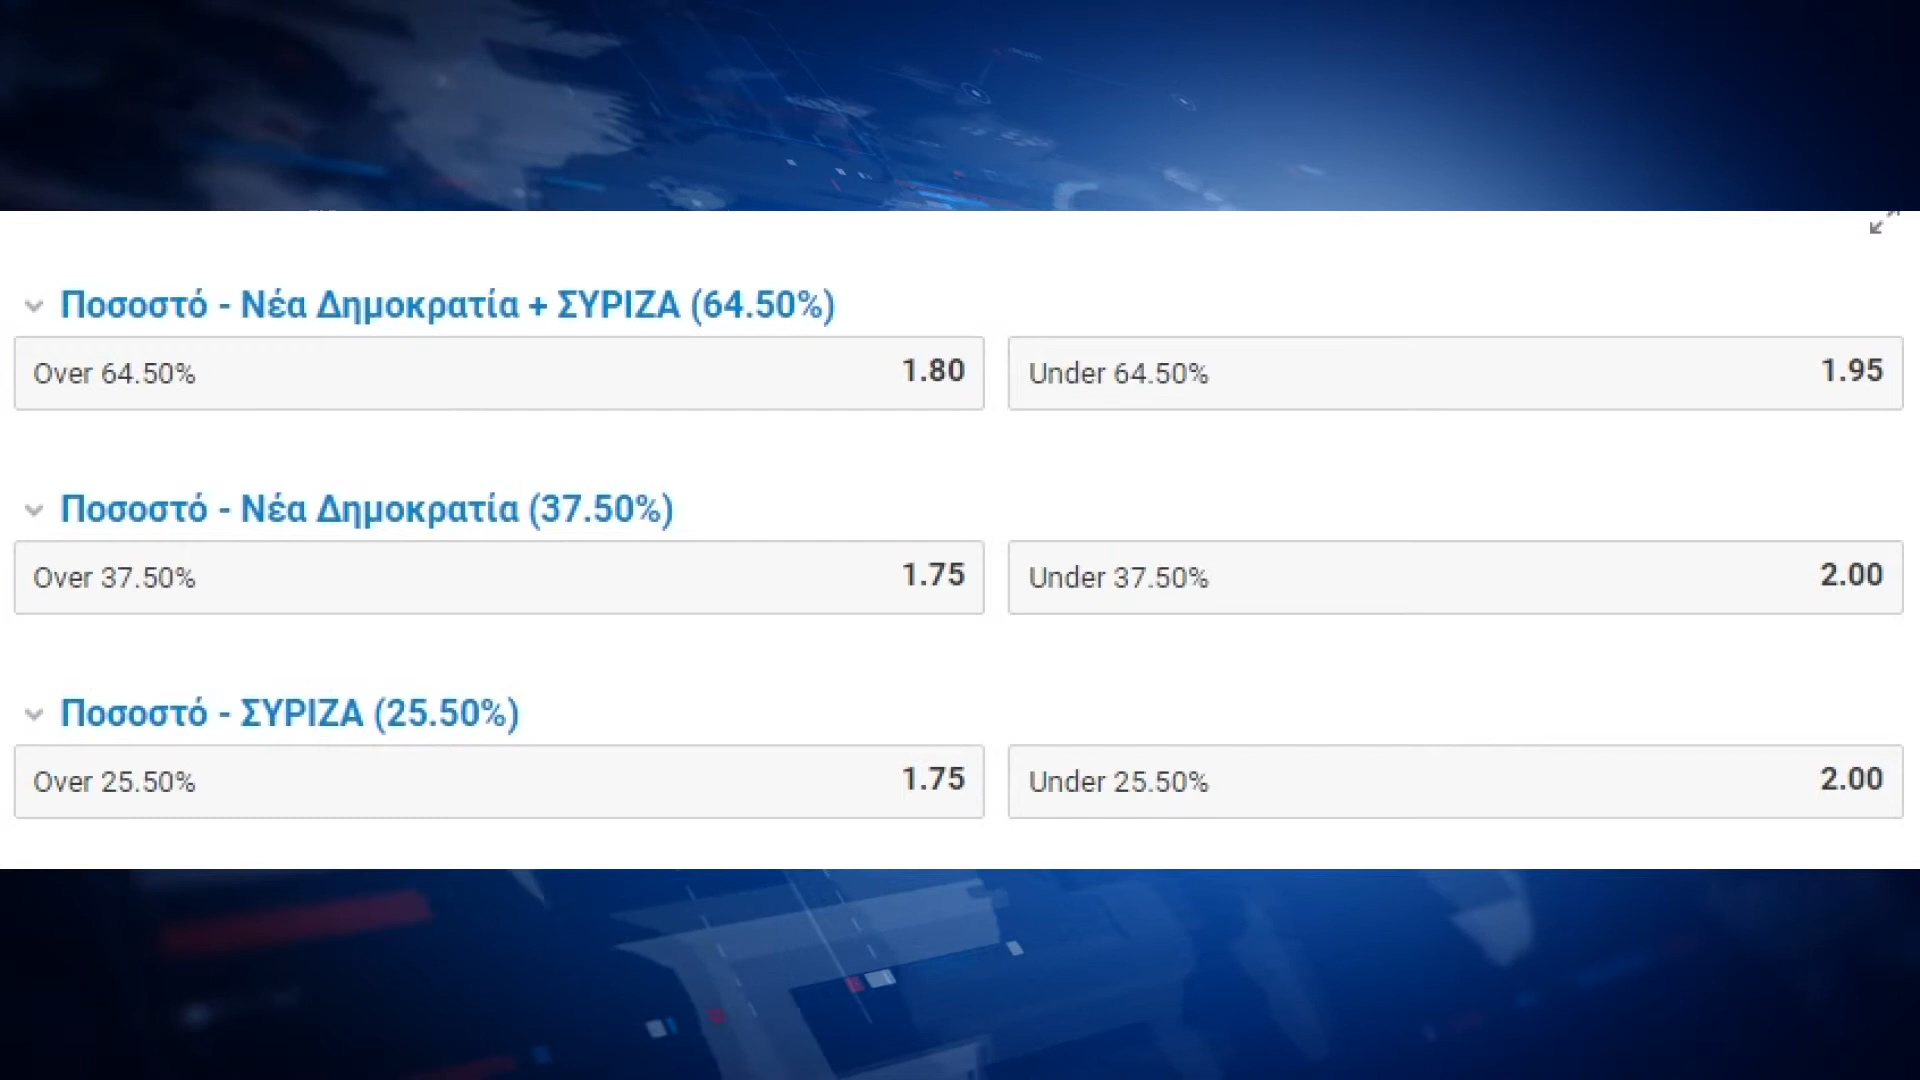 Ποσοστό - Νέα Δημοκρατία + ΣΥΡΙΖΑ (64.50%)
Over 64.50% 1.80 Under 64.50% 1.95
Ποσοστό - Νέα Δημοκρατία (37.50%)
Over 37.50% 1.75 Under 37.50% 2.00
Ποσοστό - ΣΥΡΙΖΑ (25.50%)
Over 25.50% 1.75 Under 25.50% 2.00